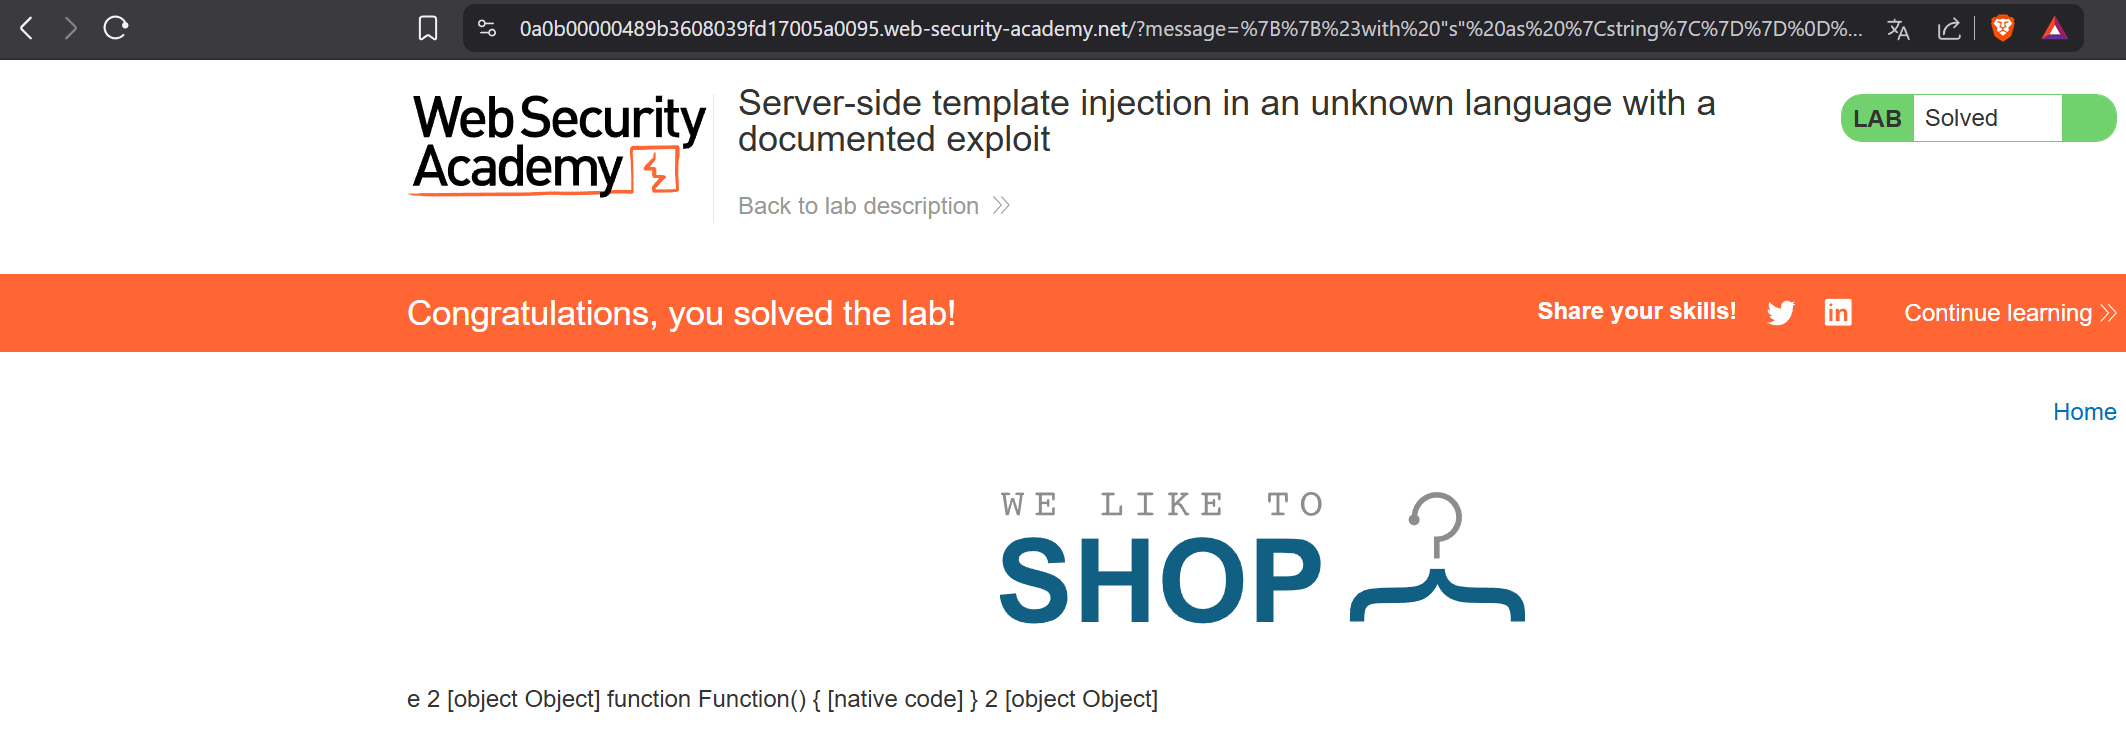 0a0b00000489b3608039fd17005a0095.web-security-academy.net/?message=%7B%7B%23with%20"s"%20as%20%7Cstring%7C%7D%7D%0D%...
WebSecurity
Academy
Server-side template injection in an unknown language with a
documented exploit
LAB Solved
Back to lab description
Congratulations, you solved the lab!
Share your skills!
Continue learning
Home
WE LIKE TO
SHOP
e 2 [object Object] function Function() { [native code] } 2 [object Object]